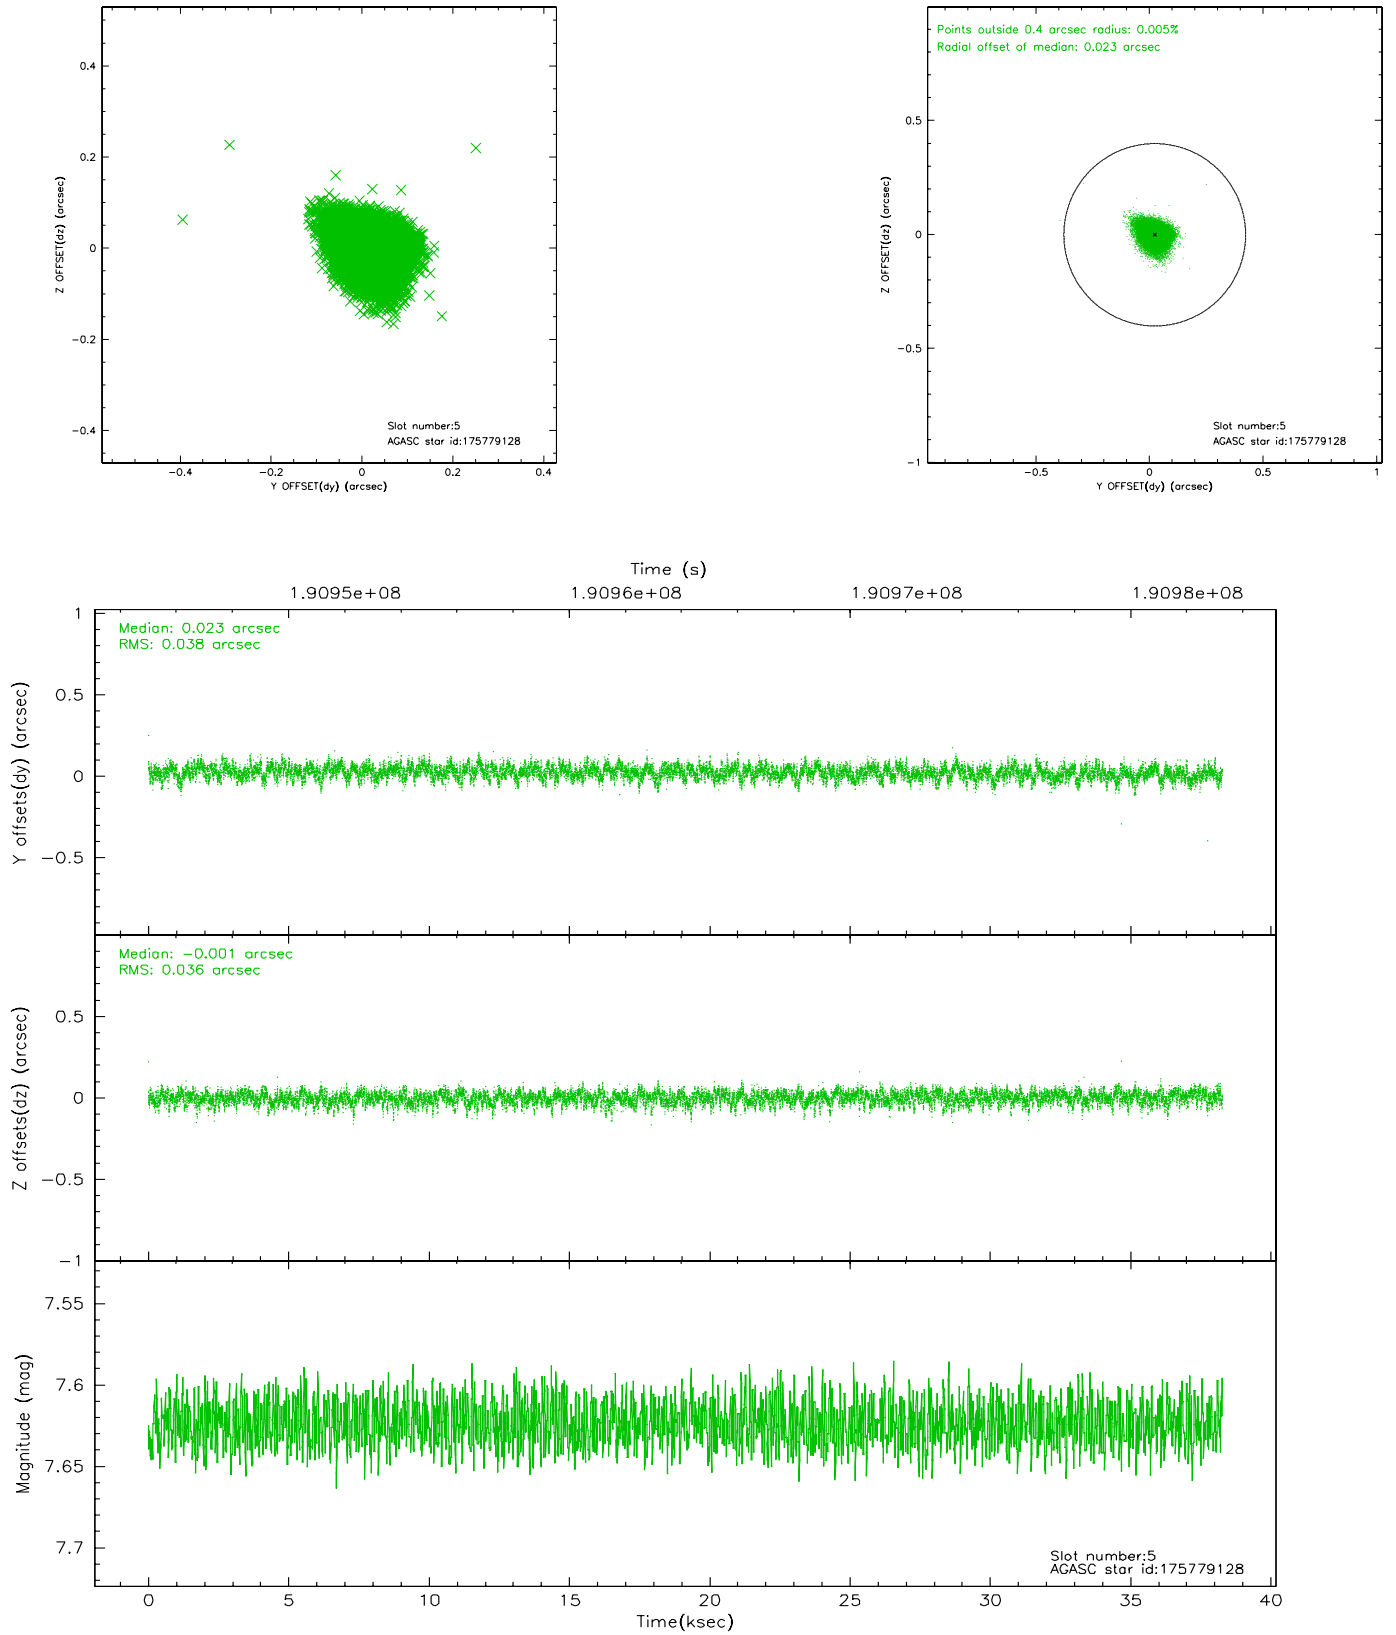 0.4
0.2
0
−0.2
−0.4
Z OFFSET(dz) (arcsec)
Slot number:5
AGASC star id:175779128
−0.4 −0.2 0 0.2 0.4
Y OFFSET(dy) (arcsec)
Points outside 0.4 arcsec radius: 0.005%
Radial offset of median: 0.023 arcsec
0.5
0
−0.5
−1
Z OFFSET(dz) (arcsec)
Slot number:5
AGASC star id:175779128
−0.5 0 0.5 1
Y OFFSET(dy) (arcsec)
Time (s)
1.9095e+08 1.9096e+08 1.9097e+08 1.9098e+08
Median: 0.023 arcsec
RMS: 0.038 arcsec
1
0.5
0
−0.5
Y offsets(dy) (arcsec)
Median: −0.001 arcsec
RMS: 0.036 arcsec
0.5
0
−0.5
−1
Z offsets(dz) (arcsec)
7.55
7.6
7.65
7.7
Magnitude (mag)
Slot number:5
AGASC star id:175779128
0 5 10 15 20 25 30 35 40
Time(ksec)